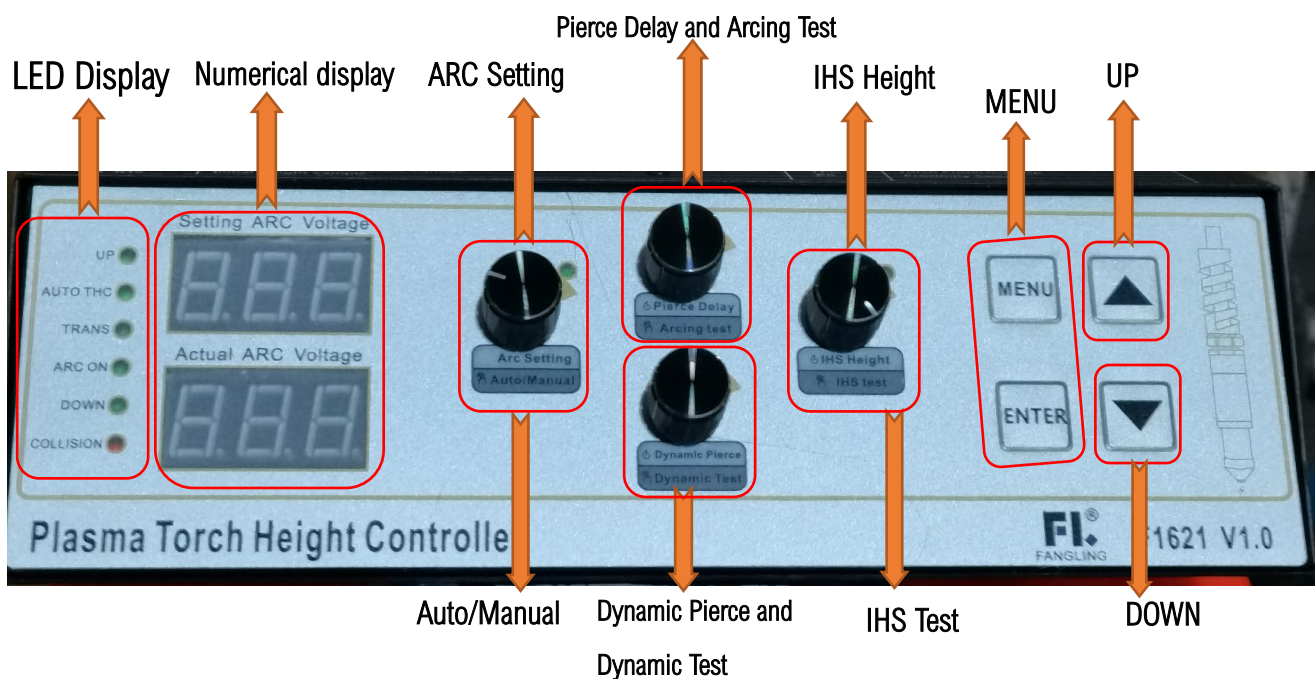 Pierce Delay and Arcing Test
LED Display
Numerical display
ARC Setting
IHS Height
MENU
UP
Setting ARC Voltage
UP
AUTO THC
TRANS
ARC ON
DOWN
COLLISION
Actual ARC Voltage
Arc Setting
Auto/Manual
Pierce Delay
Arcing test
Dynamic Pierce
Dynamic Test
IHS Height
IHS test
MENU
ENTER
Plasma Torch Height Controlle
FL®
FANGLING
F1621 V1.0
Auto/Manual
Dynamic Pierce and
Dynamic Test
IHS Test
DOWN